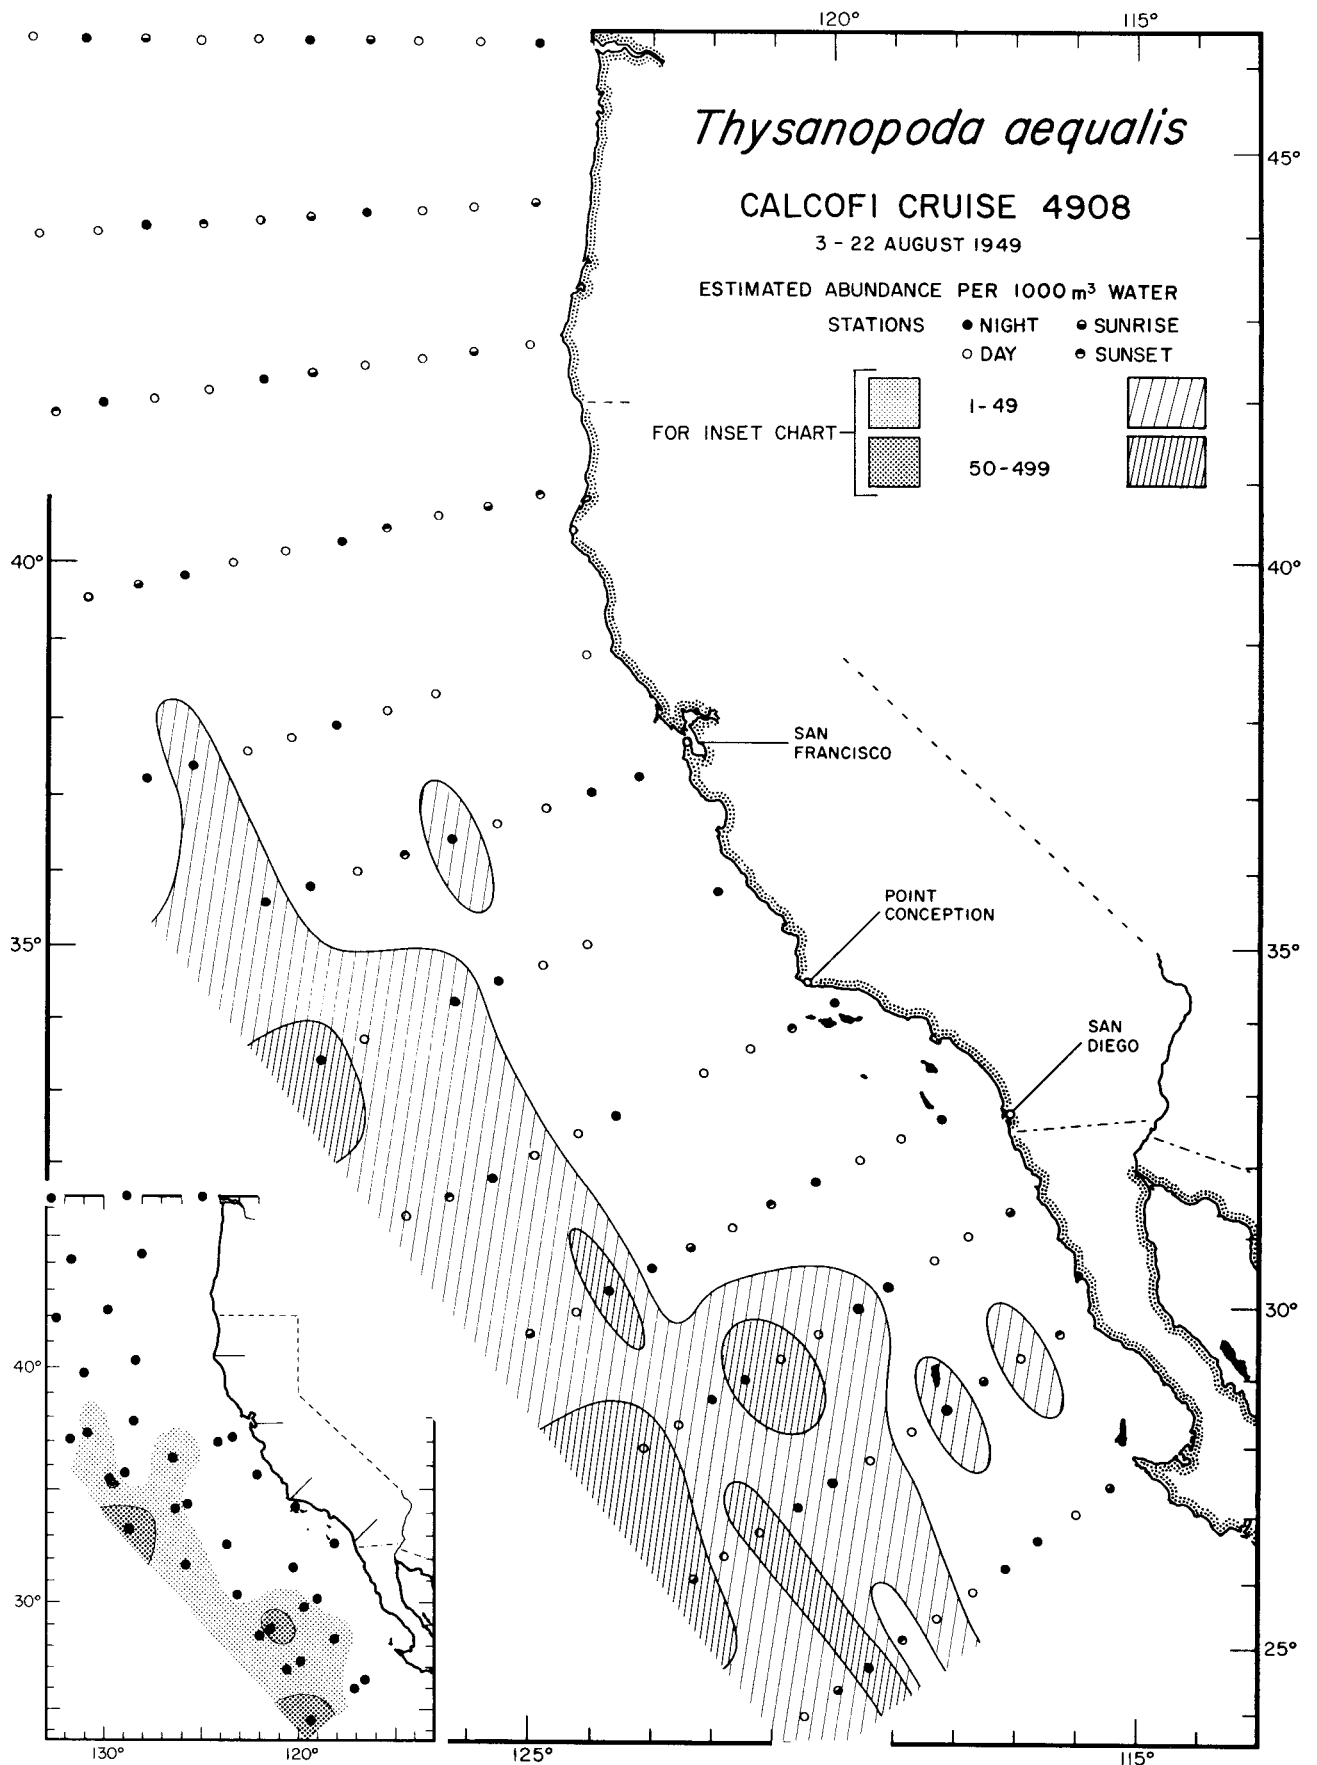 120° 115°
Thysanopoda aequalis
45°
CALCOFI CRUISE 4908
3 - 22 AUGUST 1949
ESTIMATED ABUNDANCE PER 1000 m³ WATER
STATIONS NIGHT SUNRISE
DAY SUNSET
1-49
FOR INSET CHART
50-499
40° 40°
SAN
FRANCISCO
POINT
CONCEPTION
35° 35°
SAN
DIEGO
30°
40°
30°
25°
130° 120° 125° 115°